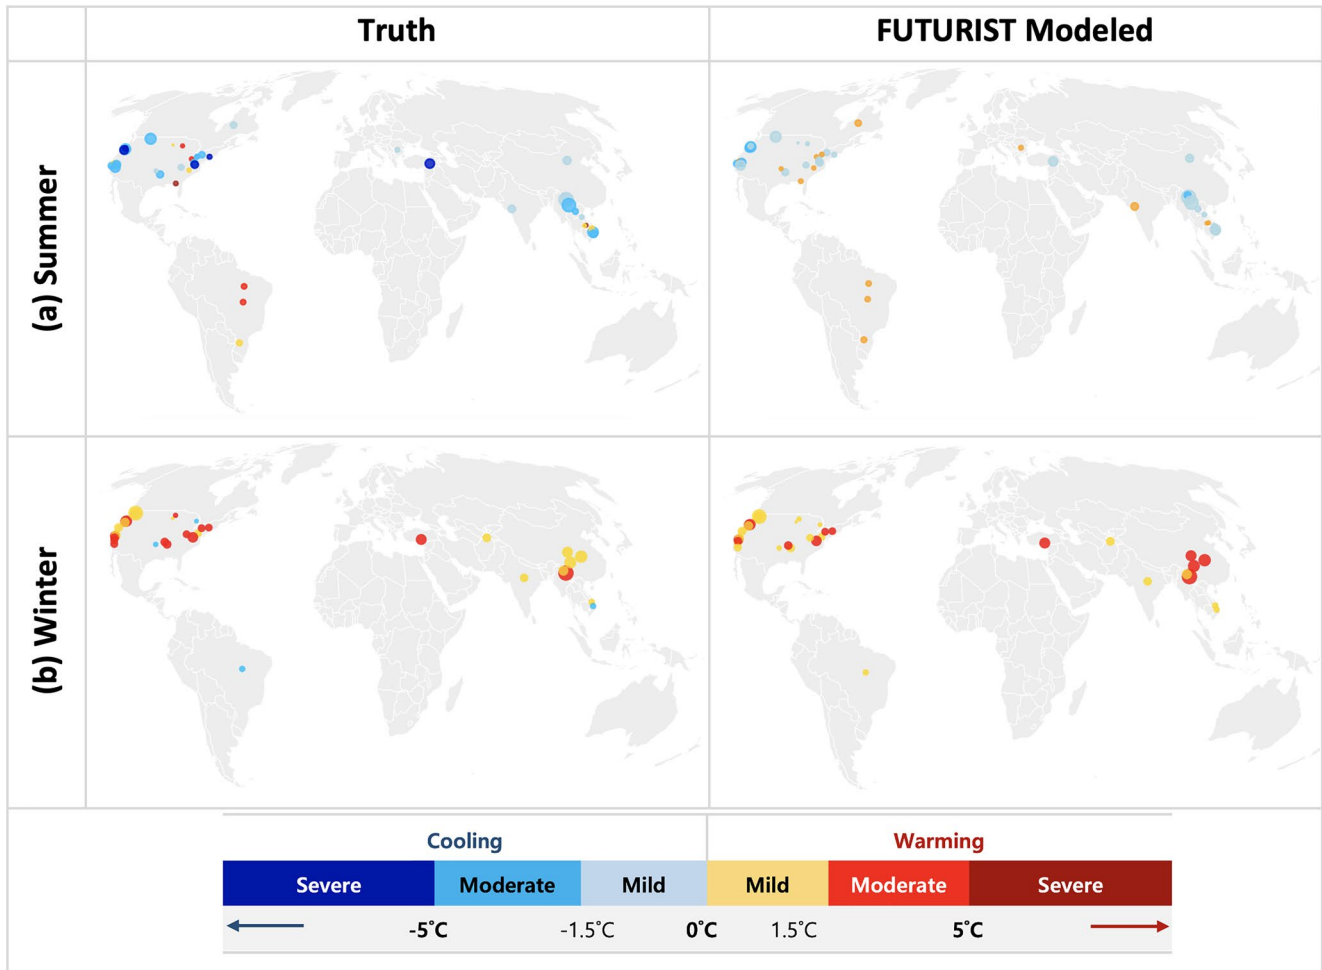 Truth
FUTURIST Modeled
(a) Summer
(b) Winter
Cooling
Warming
Severe
Moderate
Mild
Mild
Moderate
Severe
-5˚C
-1.5˚C
0˚C
1.5˚C
5˚C